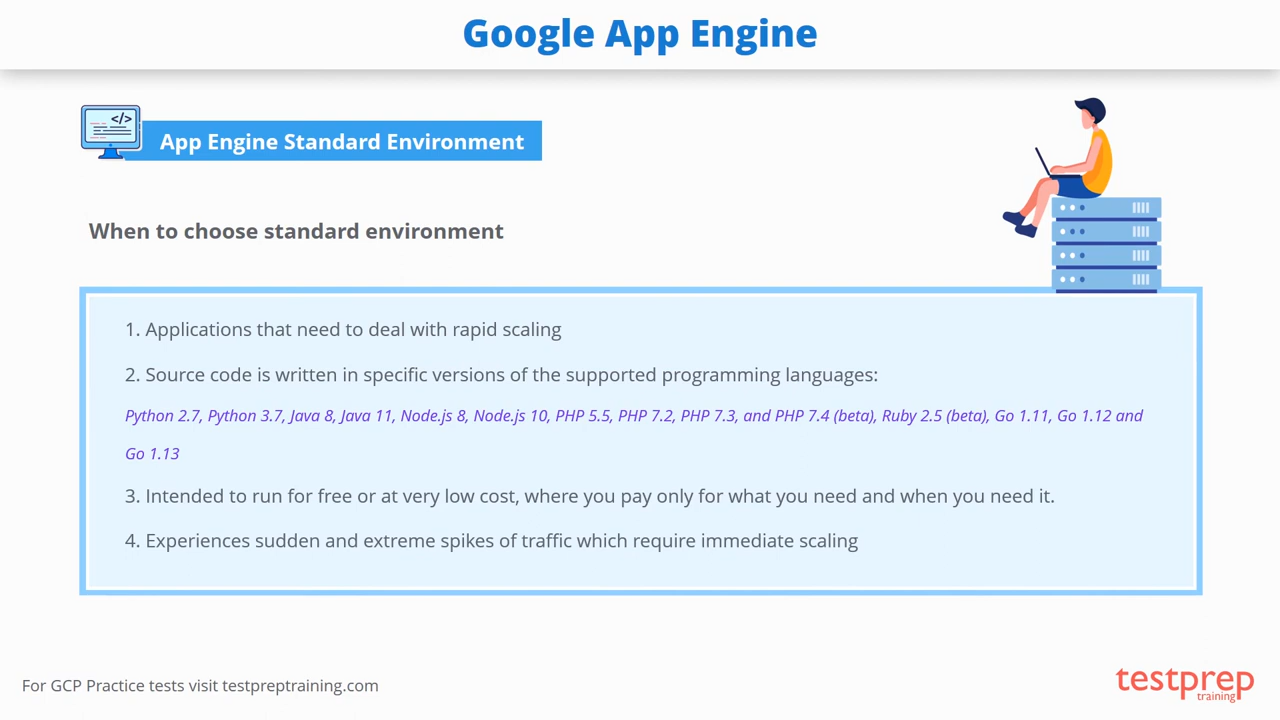 Google App Engine
</>
App Engine Standard Environment
When to choose standard environment
1. Applications that need to deal with rapid scaling
2. Source code is written in specific versions of the supported programming languages:
Python 2.7, Python 3.7, Java 8, Java 11, Node.js 8, Node.js 10, PHP 5.5, PHP 7.2, PHP 7.3, and PHP 7.4 (beta), Ruby 2.5 (beta), Go 1.11, Go 1.12 and
Go 1.13
3. Intended to run for free or at very low cost, where you pay only for what you need and when you need it.
4. Experiences sudden and extreme spikes of traffic which require immediate scaling
For GCP Practice tests visit testpreptraining.com
testprep
training